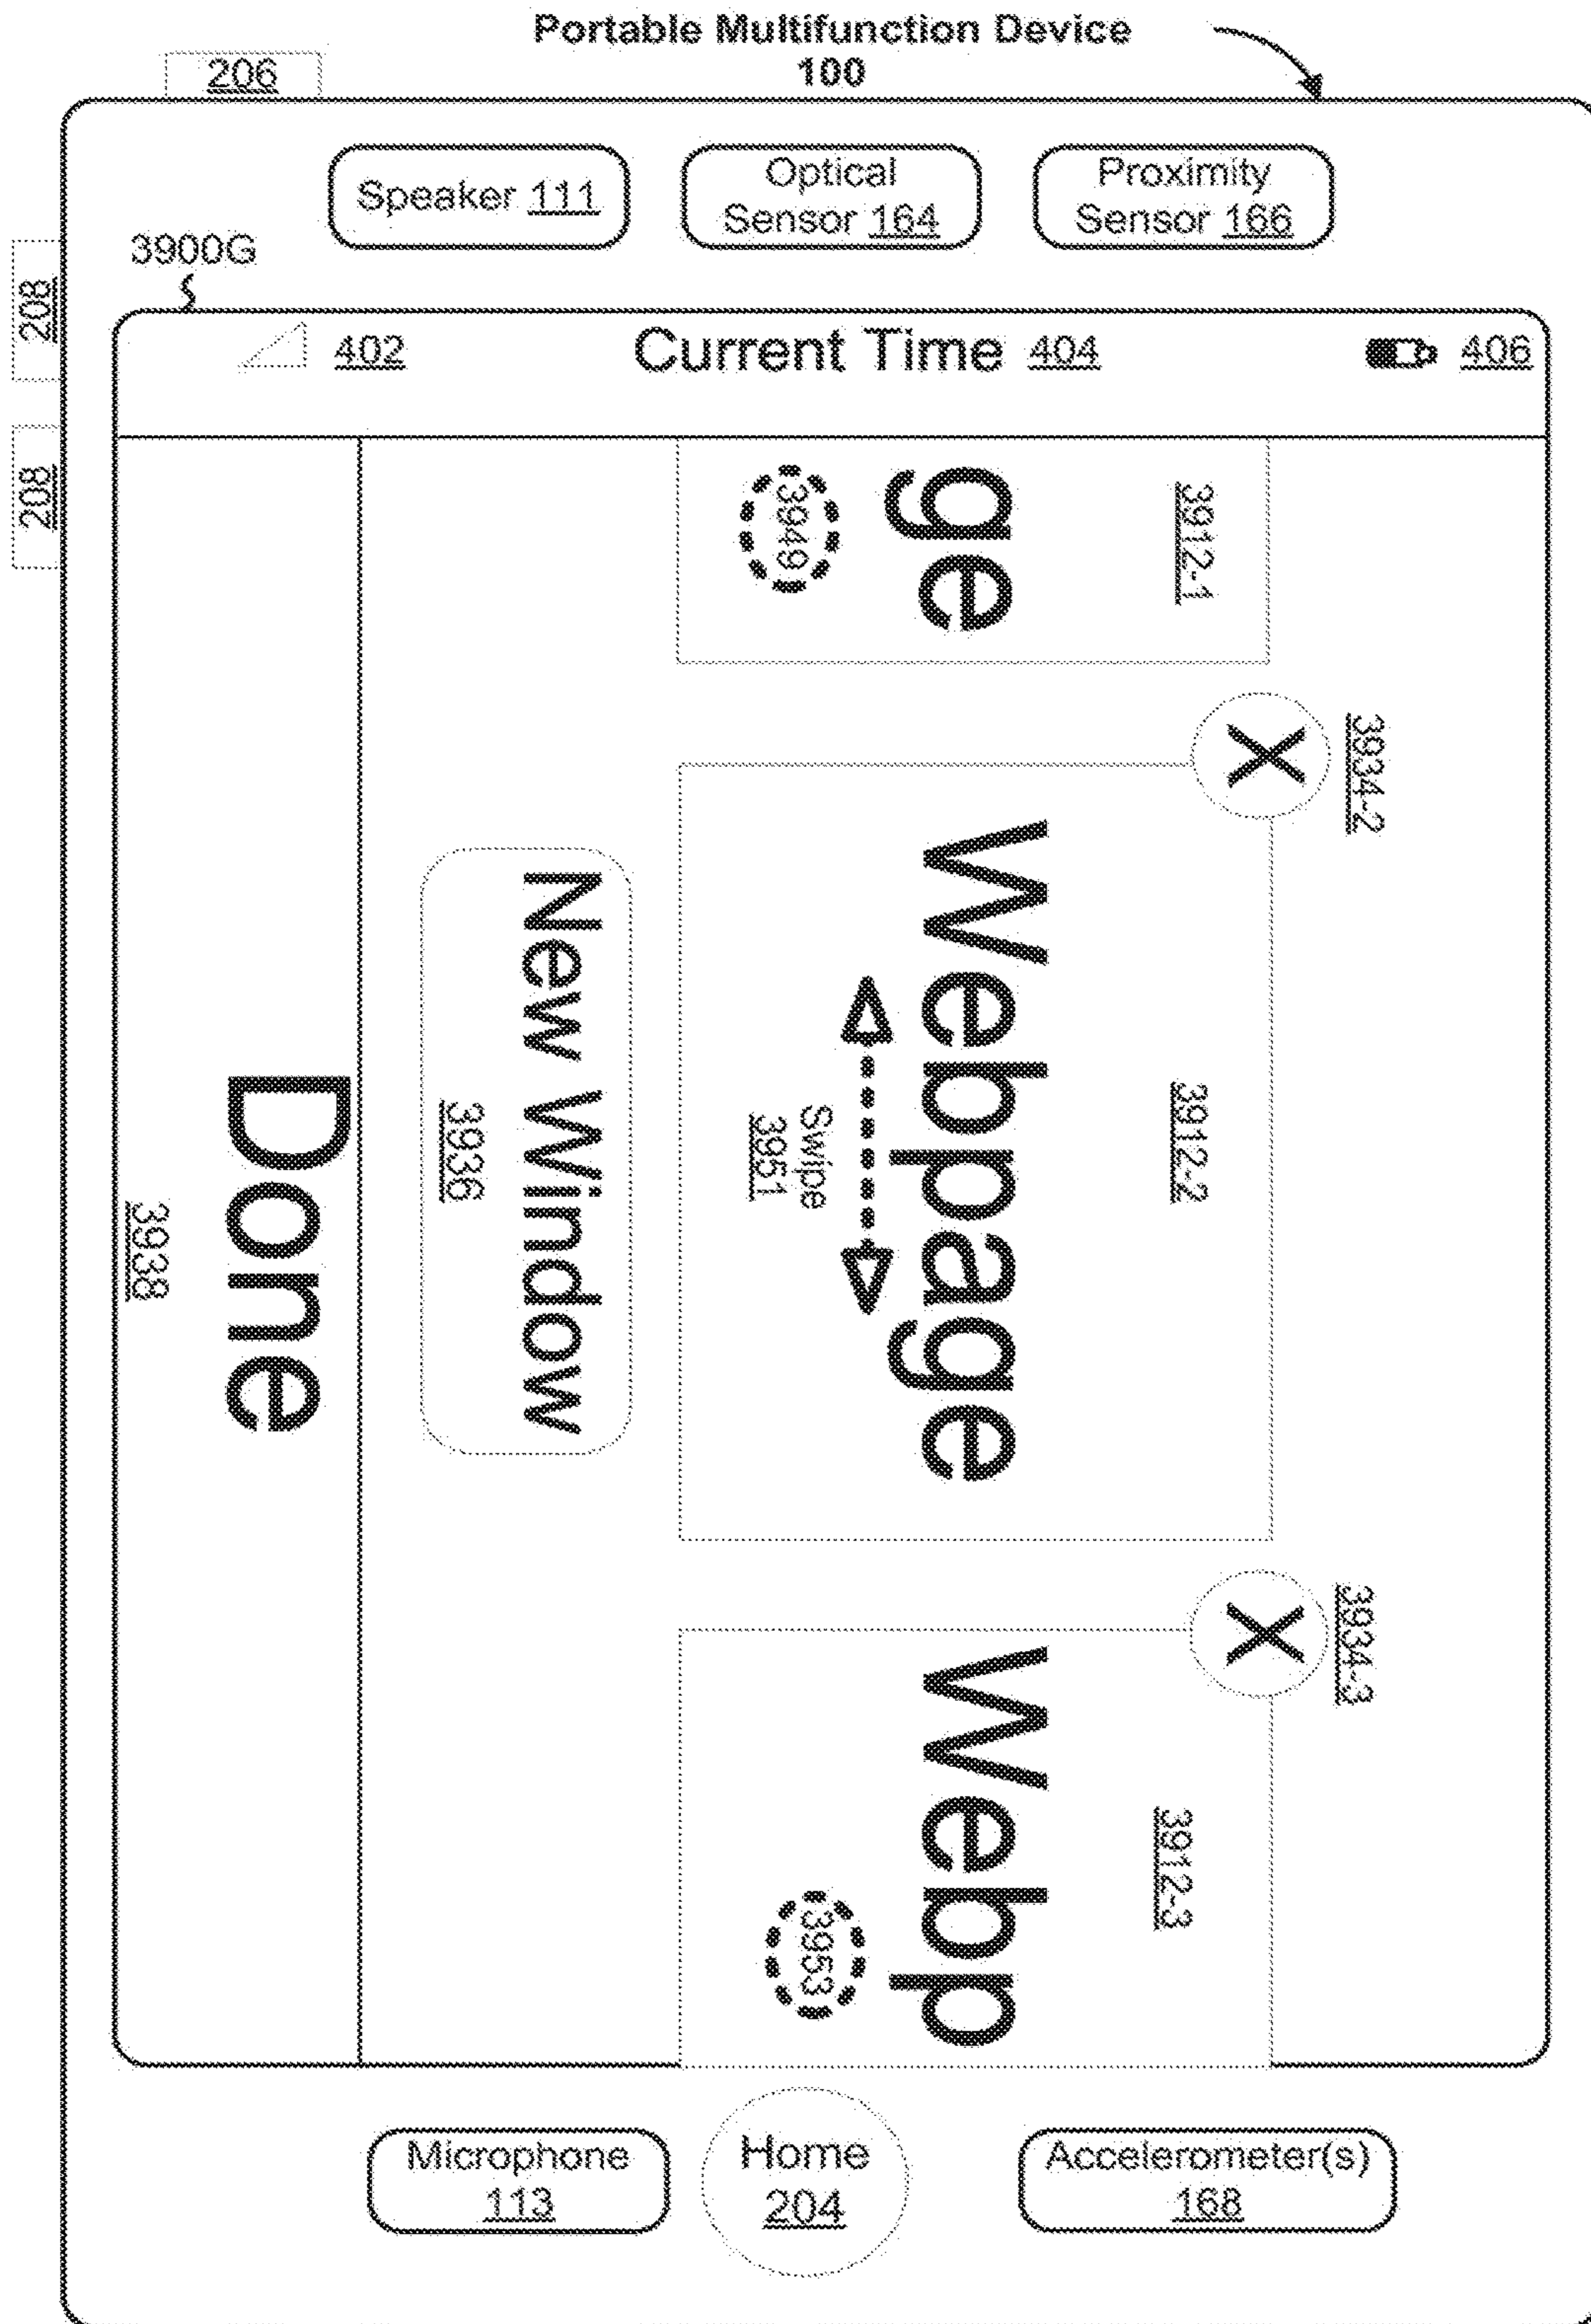 Portable Multifunction Device
100
206
Speaker 111
Optical
Sensor 164
Proximity
Sensor 166
208
208
3900G
402
Current Time 404
406
3912-1
ge
3949
3934-2
X
3912-2
Webpage
Swipe
3951
New Window
3936
Done
3938
3934-3
X
3912-3
Webp
3953
Microphone
113
Home
204
Accelerometer(s)
168